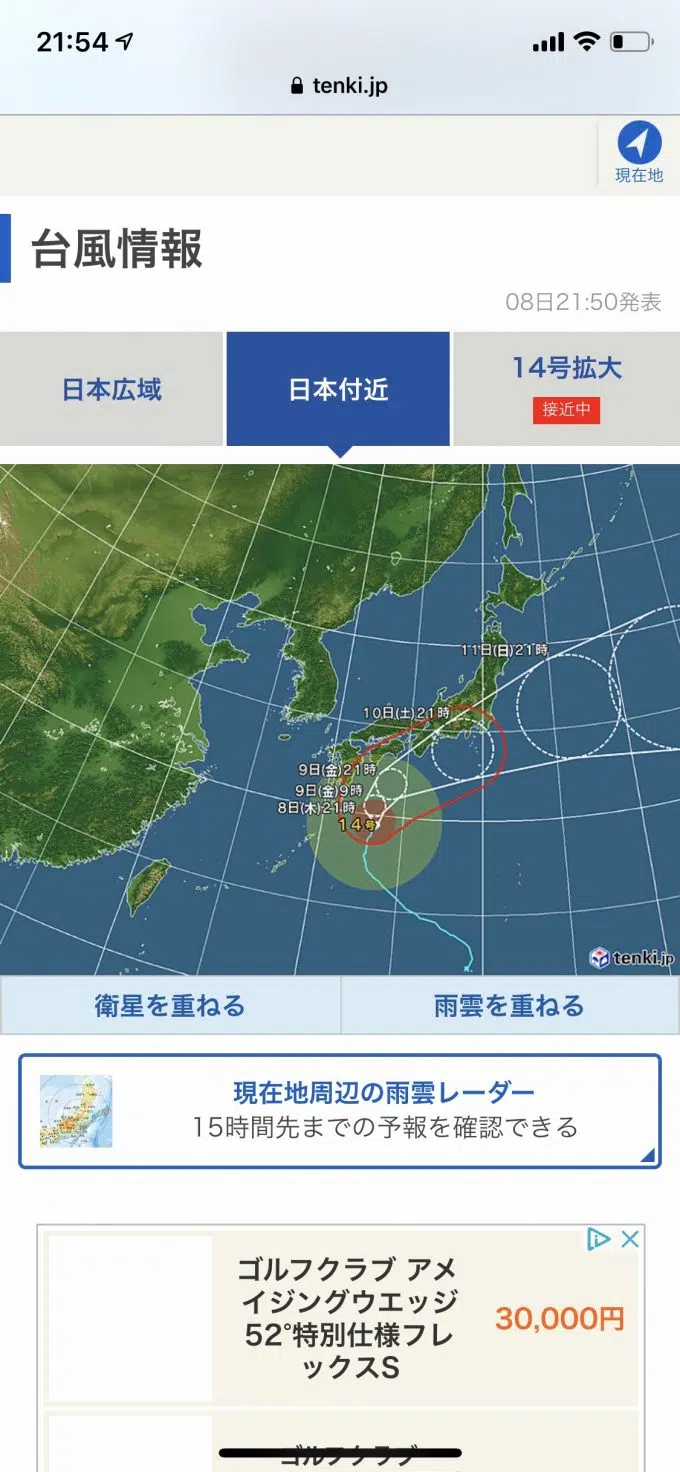 21:54
tenki.jp
現在地
台風情報
08日21:50発表
日本広域
日本付近
14号拡大
接近中
11日(日)21時
10日(土)21時
9日(金)21時
9日(金)9時
8日(木)21時
14号
tenki.jp
衛星を重ねる
雨雲を重ねる
現在地周辺の雨雲レーダー
15時間先までの予報を確認できる
ゴルフクラブ アメ
イジングウエッジ
52°特別仕様フレ
ックスS
30,000円
ゴルフクラブ